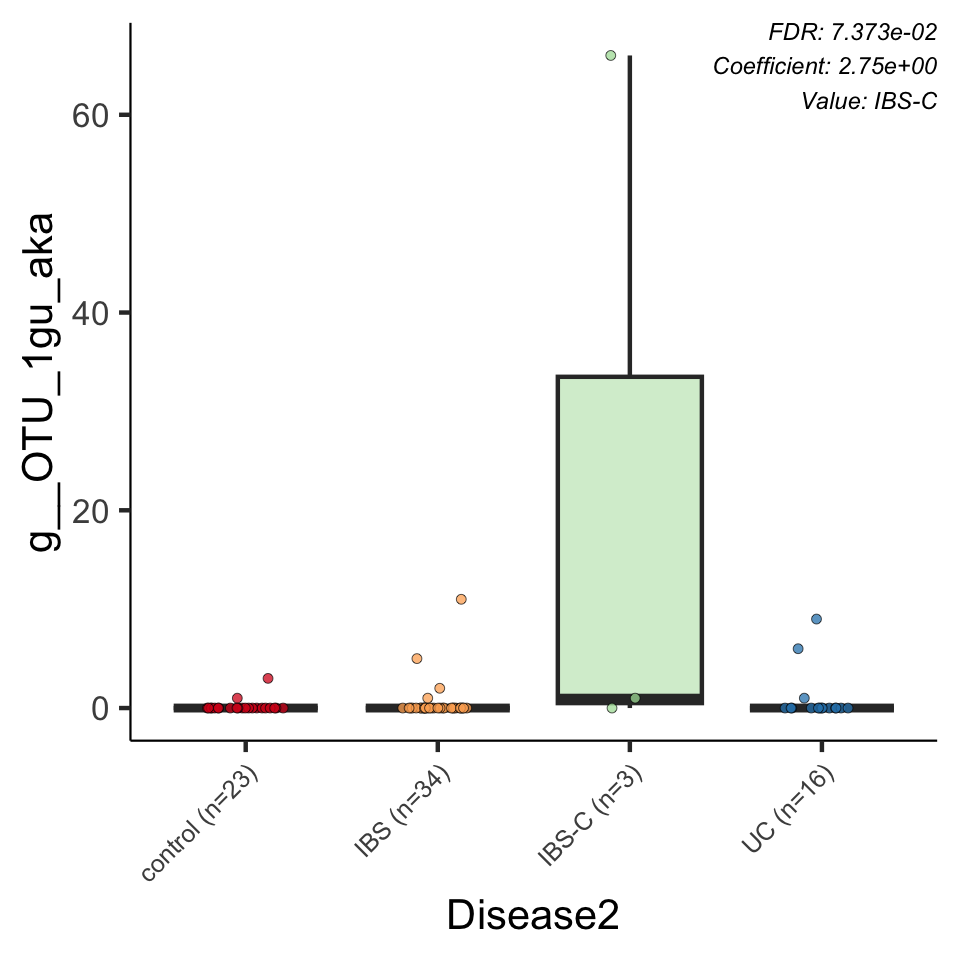 FDR: 7.373e-02
Coefficient: 2.75e+00
Value: IBS-C
g__OTU_1gu_aka
60
40
20
0
control (n=23)
IBS (n=34)
IBS-C (n=3)
UC (n=16)
Disease2